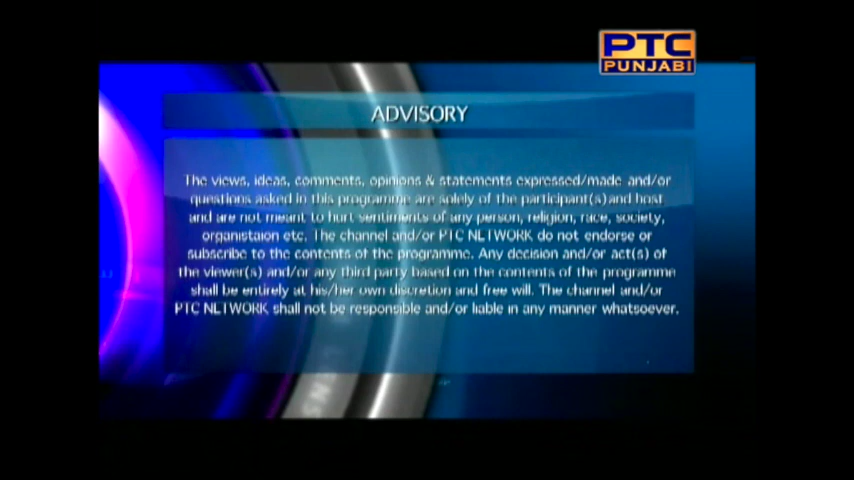 PTC
PUNJABI
ADVISORY
The views, ideas, comments, opinions & statements expressed/made and/or
questions asked in this programme are solely of the participant(s) and host
and are not meant to hurt sentiments of any person, religion, race, society,
organistaion etc. The channel and/or PTC NETWORK do not endorse or
subscribe to the contents of the programme. Any decision and/or act(s) of
the viewer(s) and/or any third party based on the contents of the programme
shall be entirely at his/her own discretion and free will. The channel and/or
PTC NETWORK shall not be responsible and/or liable in any manner whatsoever.